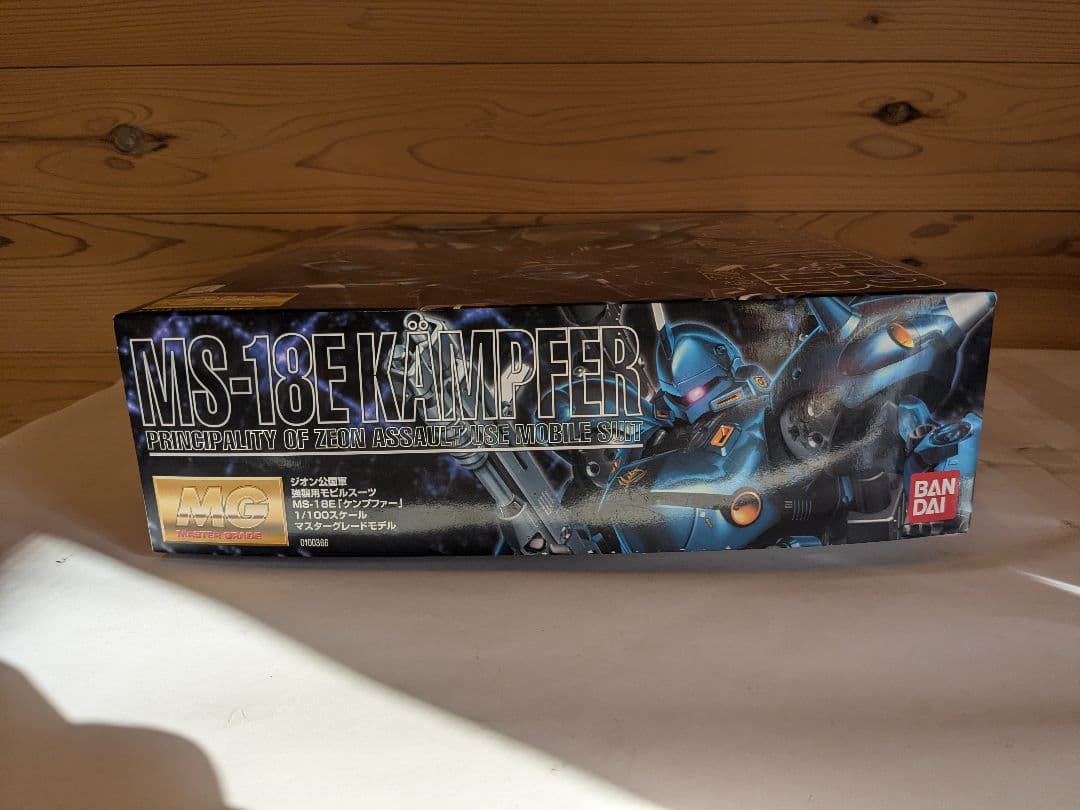 MS-18E KÄMPFER
PRINCIPALITY OF ZEON ASSAULT USE MOBILE SUIT
MG
MASTER GRADE
ジオン公国軍
強襲用モビルスーツ
MS-18E「ケンプファー」
1/100スケール
マスターグレードモデル
0100366
BAN
DAI